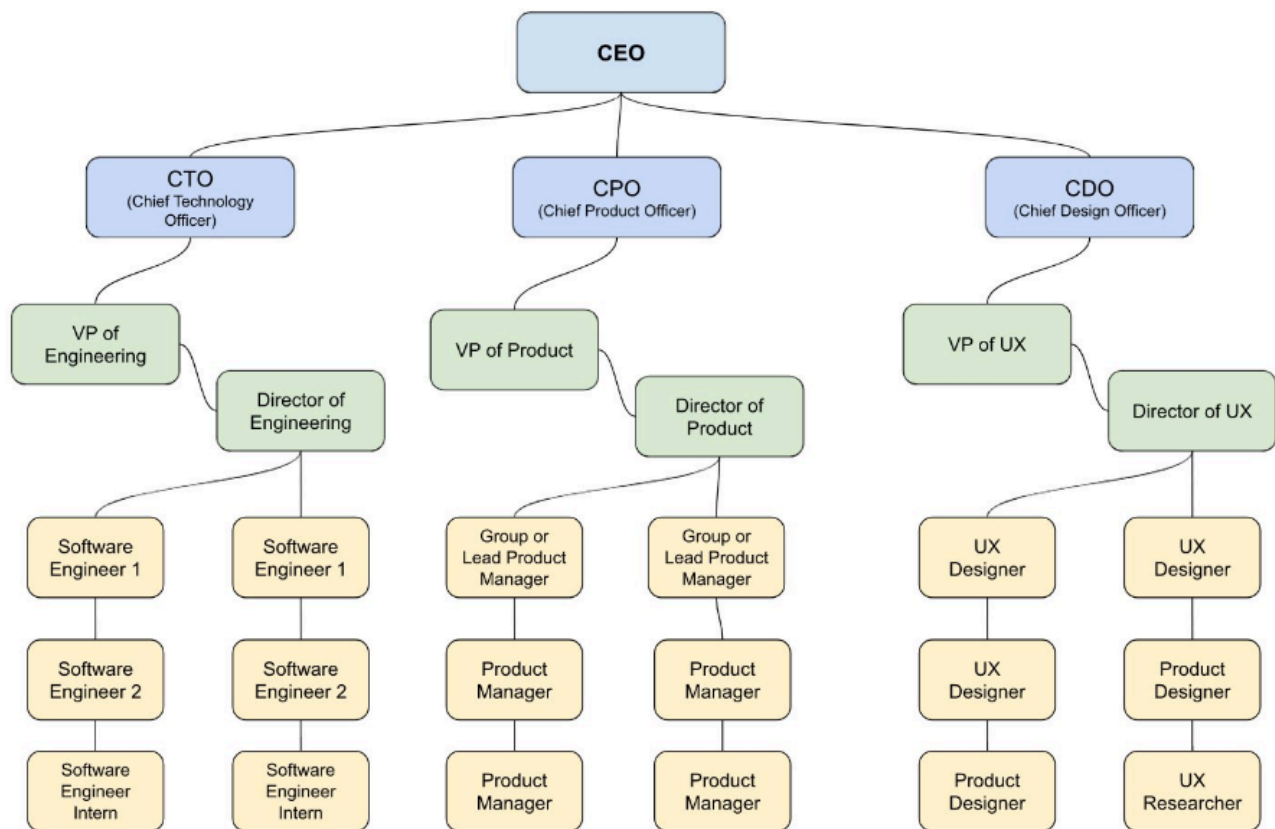 CEO
CTO
(Chief Technology
Officer)
CPO
(Chief Product Officer)
CDO
(Chief Design Officer)
VP of
Engineering
VP of Product
VP of UX
Director of
Engineering
Director of
Product
Director of UX
Software
Engineer 1
Software
Engineer 1
Group or
Lead Product
Manager
Group or
Lead Product
Manager
UX
Designer
UX
Designer
Software
Engineer 2
Software
Engineer 2
Product
Manager
Product
Manager
UX
Designer
Product
Designer
Software
Engineer
Intern
Software
Engineer
Intern
Product
Manager
Product
Manager
Product
Designer
UX
Researcher